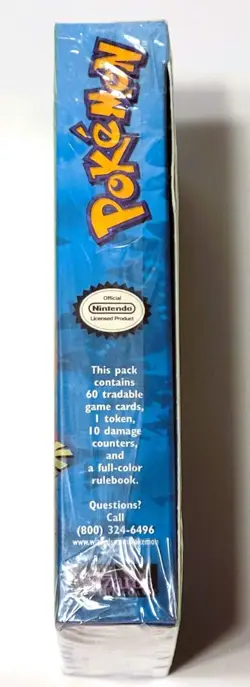 POKéMON
Official
Nintendo
Licensed Product
This pack
contains
60 tradable
game cards,
1 token,
10 damage
counters,
and
a full-color
rulebook.
Questions?
Call
(800) 324-6496